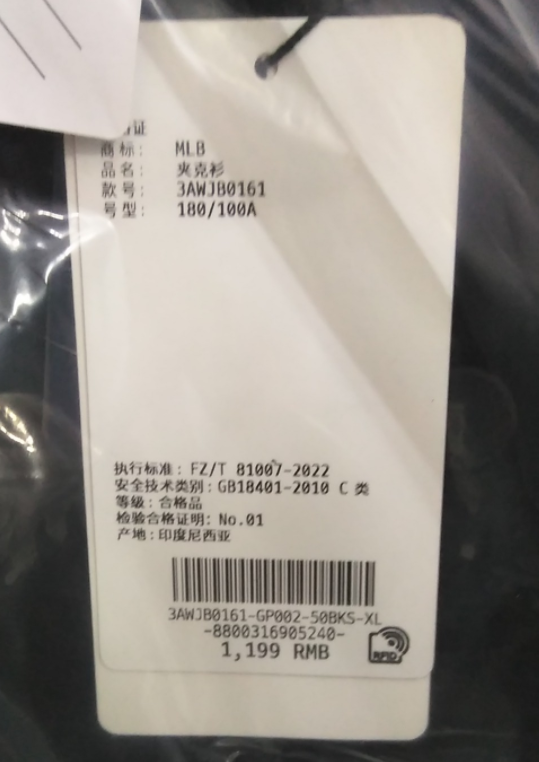 格证
商标: MLB
品名: 夹克衫
款号: 3AWJB0161
号型: 180/100A
执行标准: FZ/T 81007-2022
安全技术类别: GB18401-2010 C 类
等级: 合格品
检验合格证明: No.01
产地: 印度尼西亚
3AWJB0161-GP002-50BKS-XL
-8800316905240-
1,199 RMB
RFID